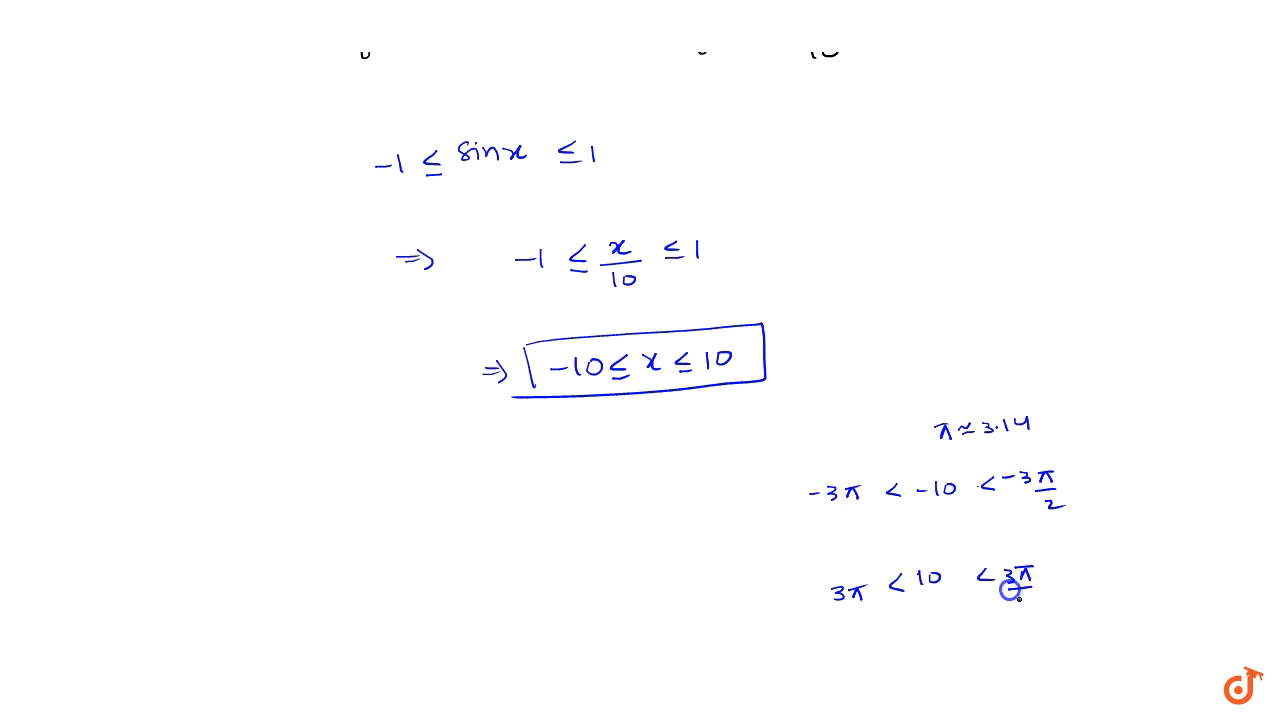 -1 ≤ sinx ≤ 1
⇒ -1 ≤ x/10 ≤ 1
⇒ -10 ≤ x ≤ 10
π ≃ 3.14
-3π < -10 < -3π/2
3π < 10 < 3π